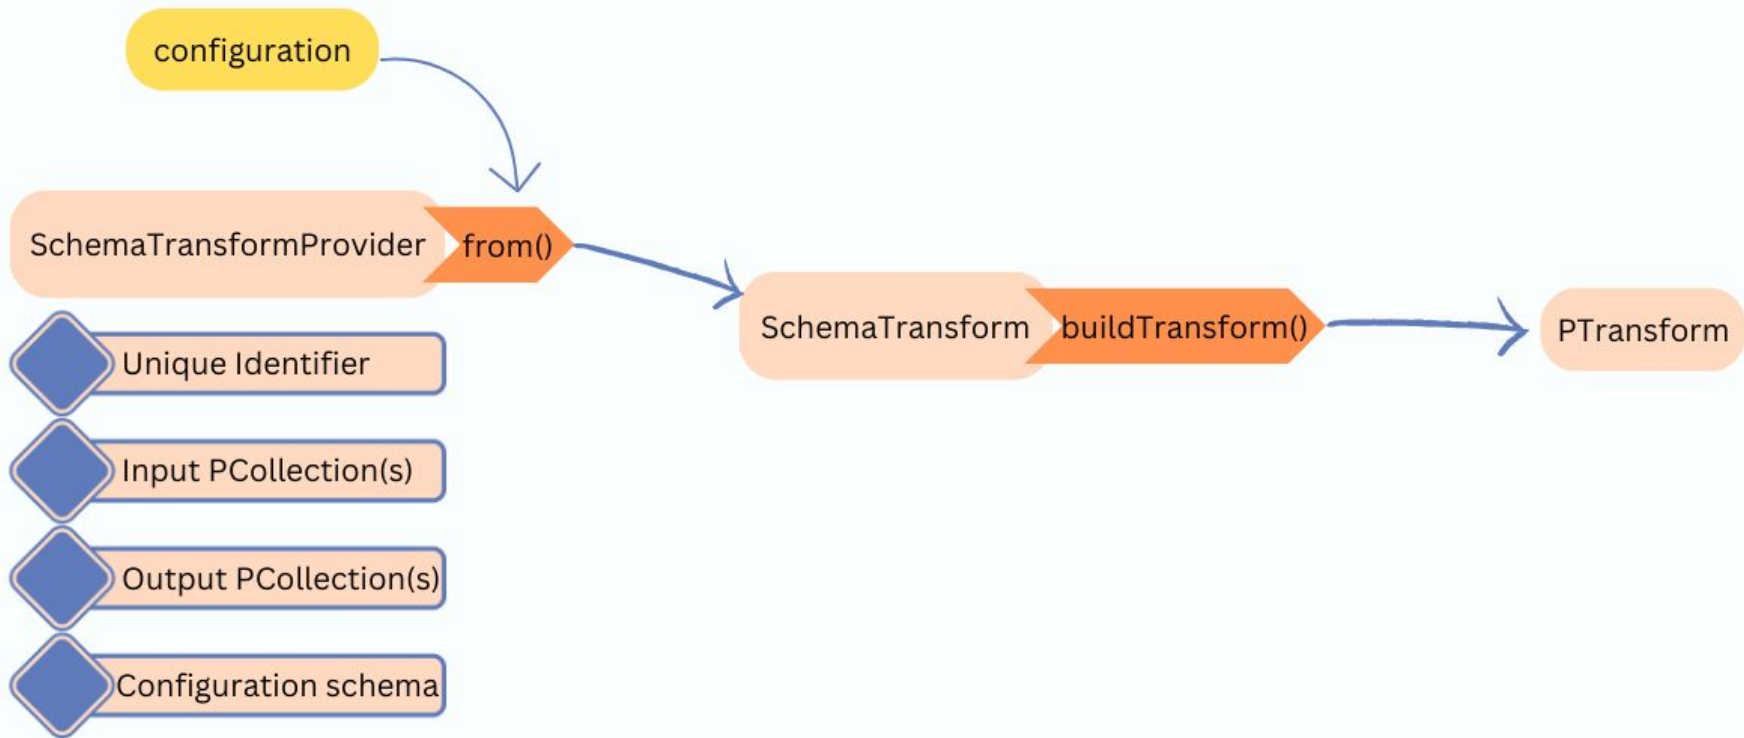 configuration
SchemaTransformProvider
from()
SchemaTransform
buildTransform()
PTransform
Unique Identifier
Input PCollection(s)
Output PCollection(s)
Configuration schema